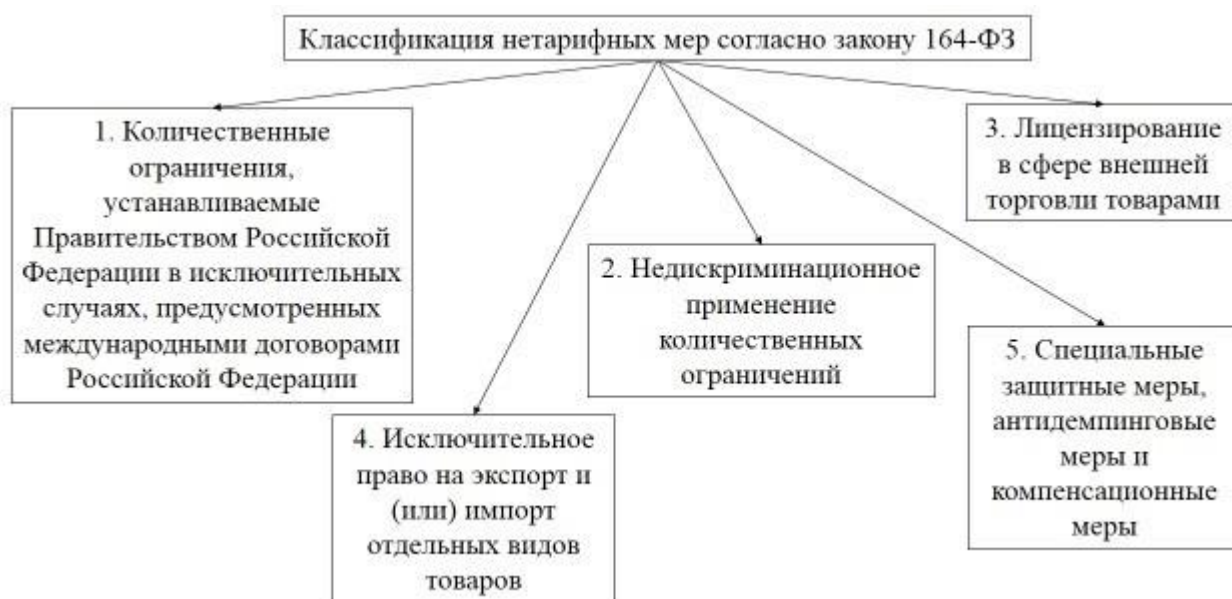 Классификация нетарифных мер согласно закону 164-ФЗ
1. Количественные
ограничения,
устанавливаемые
Правительством Российской
Федерации в исключительных
случаях, предусмотренных
международными договорами
Российской Федерации
2. Недискриминационное
применение
количественных
ограничений
3. Лицензирование
в сфере внешней
торговли товарами
4. Исключительное
право на экспорт и
(или) импорт
отдельных видов
товаров
5. Специальные
защитные меры,
антидемпинговые
меры и
компенсационные
меры